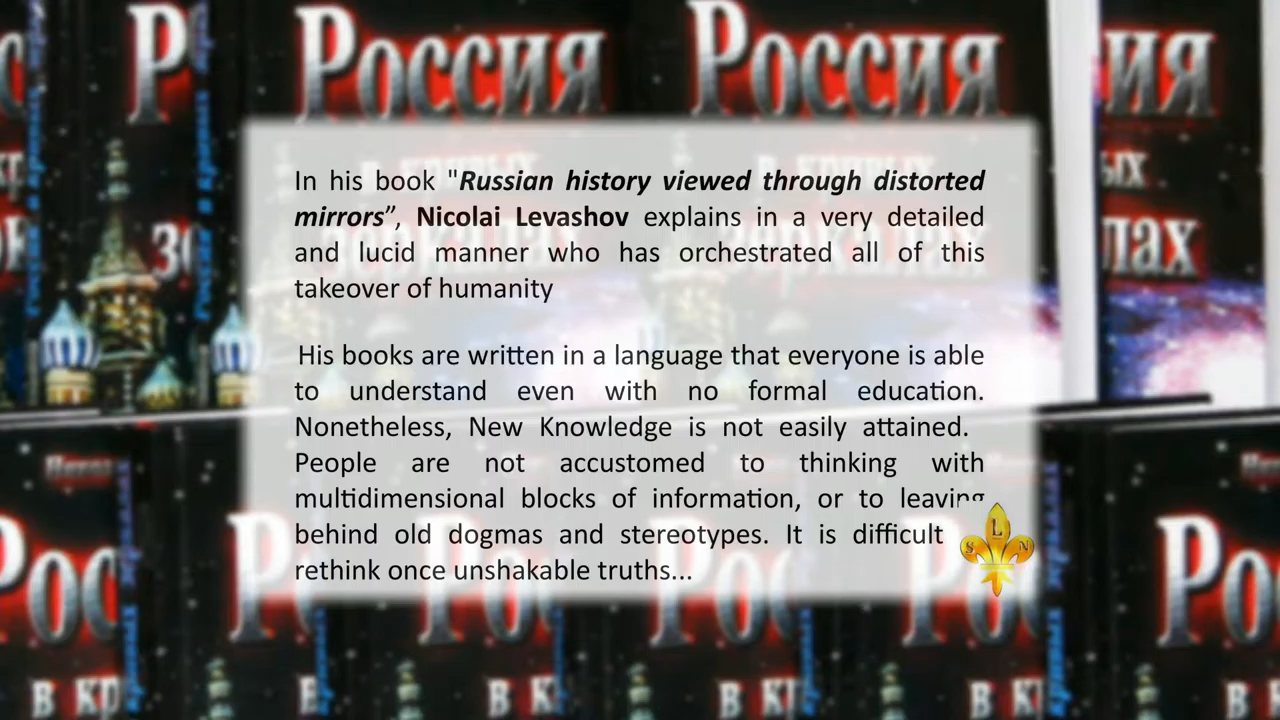 Россия
Россия
ия
In his book "Russian history viewed through distorted
mirrors”, Nicolai Levashov explains in a very detailed
and lucid manner who has orchestrated all of this
takeover of humanity
His books are written in a language that everyone is able
to understand even with no formal education.
Nonetheless, New Knowledge is not easily attained.
People are not accustomed to thinking with
multidimensional blocks of information, or to leaving
behind old dogmas and stereotypes. It is difficult
rethink once unshakable truths...
S L N